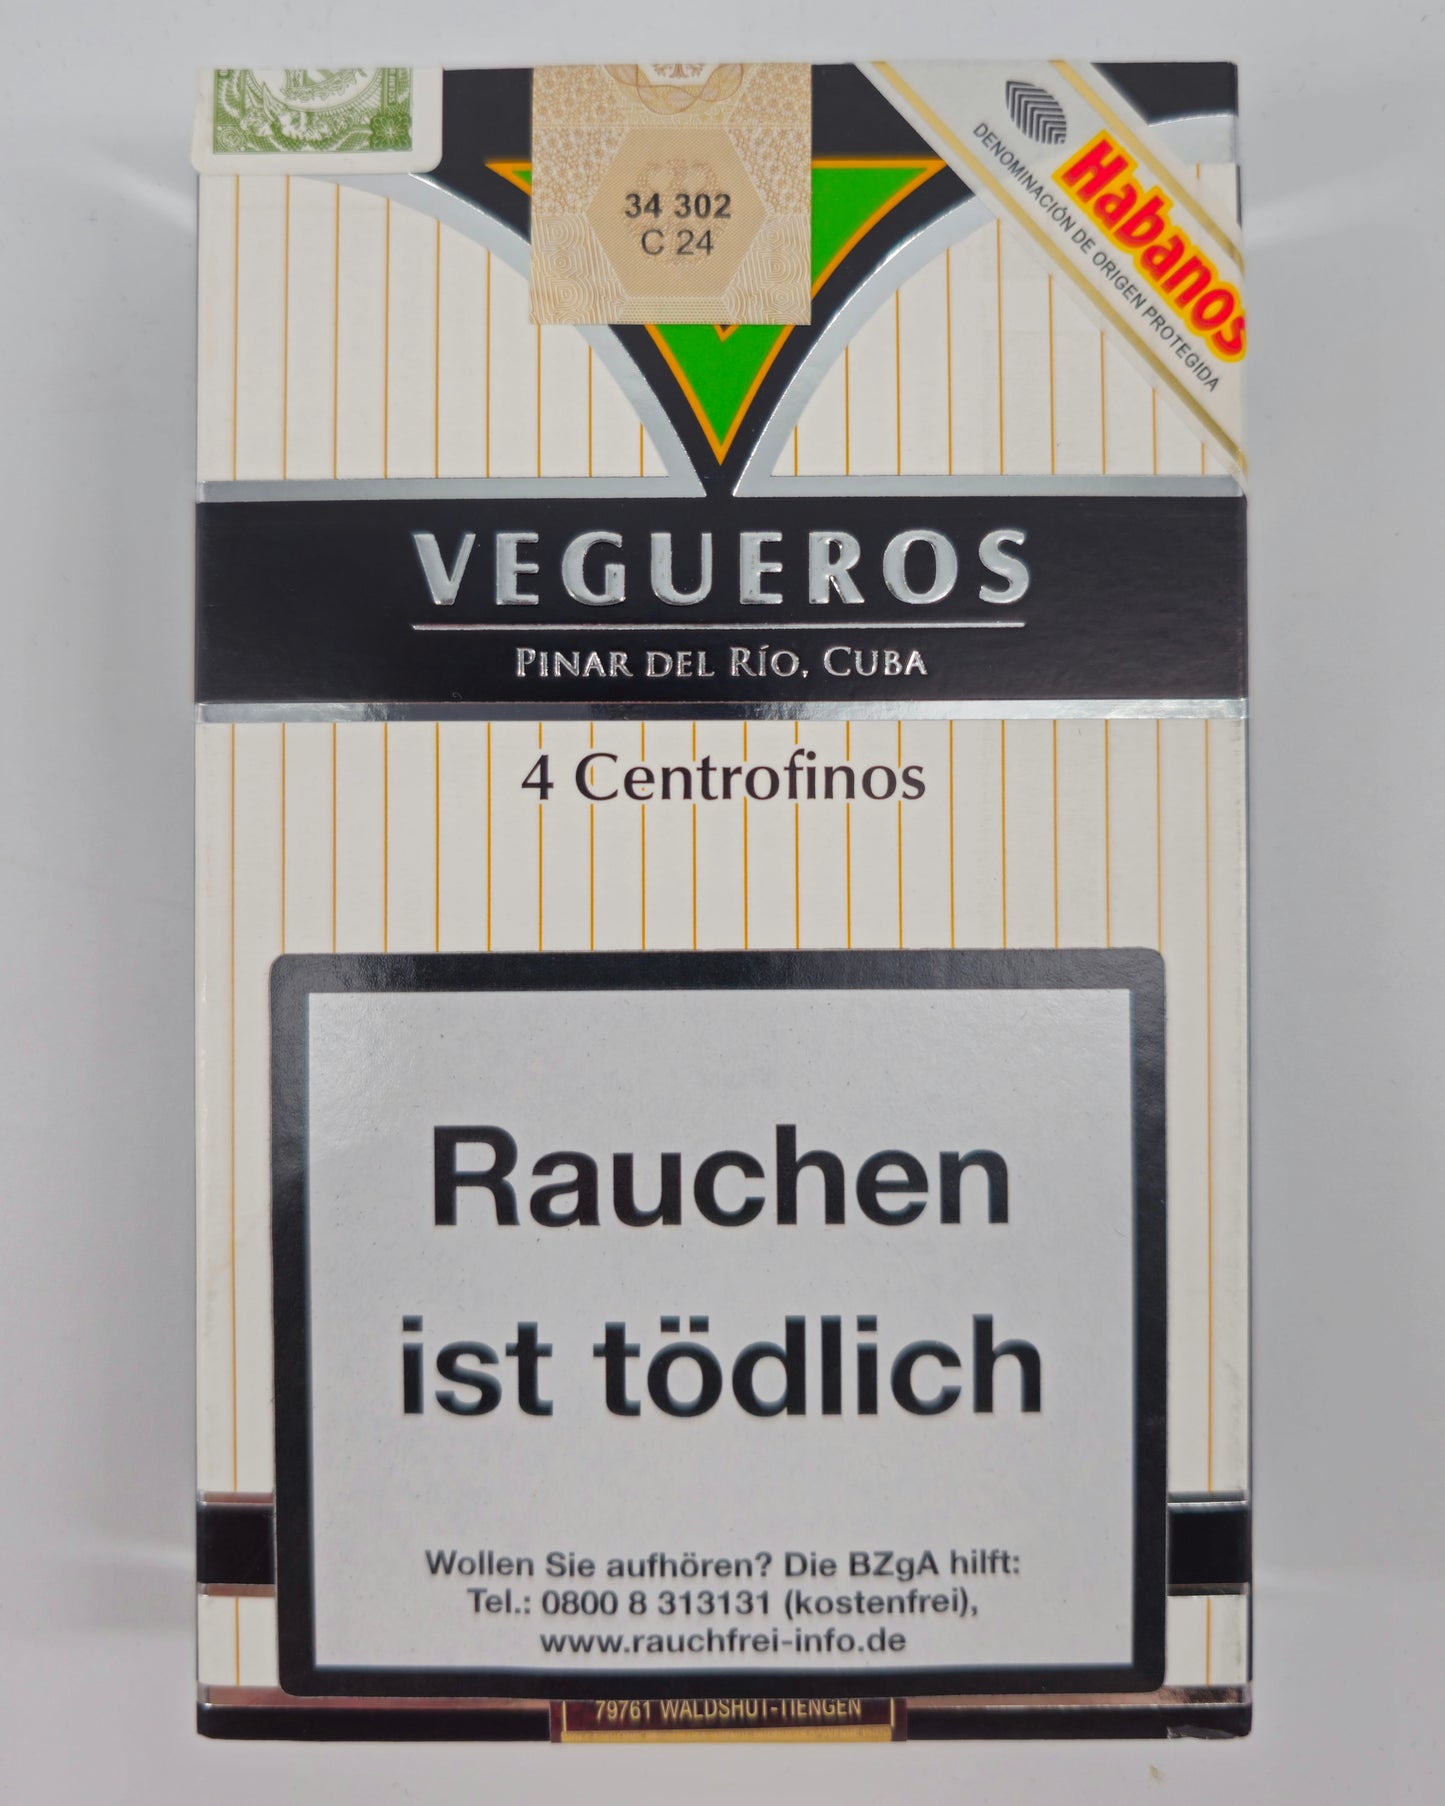 34 302
C 24
Habanos
DENOMINACIÓN DE ORIGEN PROTEGIDA
VEGUEROS
PINAR DEL RÍO, CUBA
4 Centrofinos
Rauchen
ist tödlich
Wollen Sie aufhören? Die BZgA hilft:
Tel.: 0800 8 313131 (kostenfrei),
www.rauchfrei-info.de
79761 WALDSHUT-TIENGEN